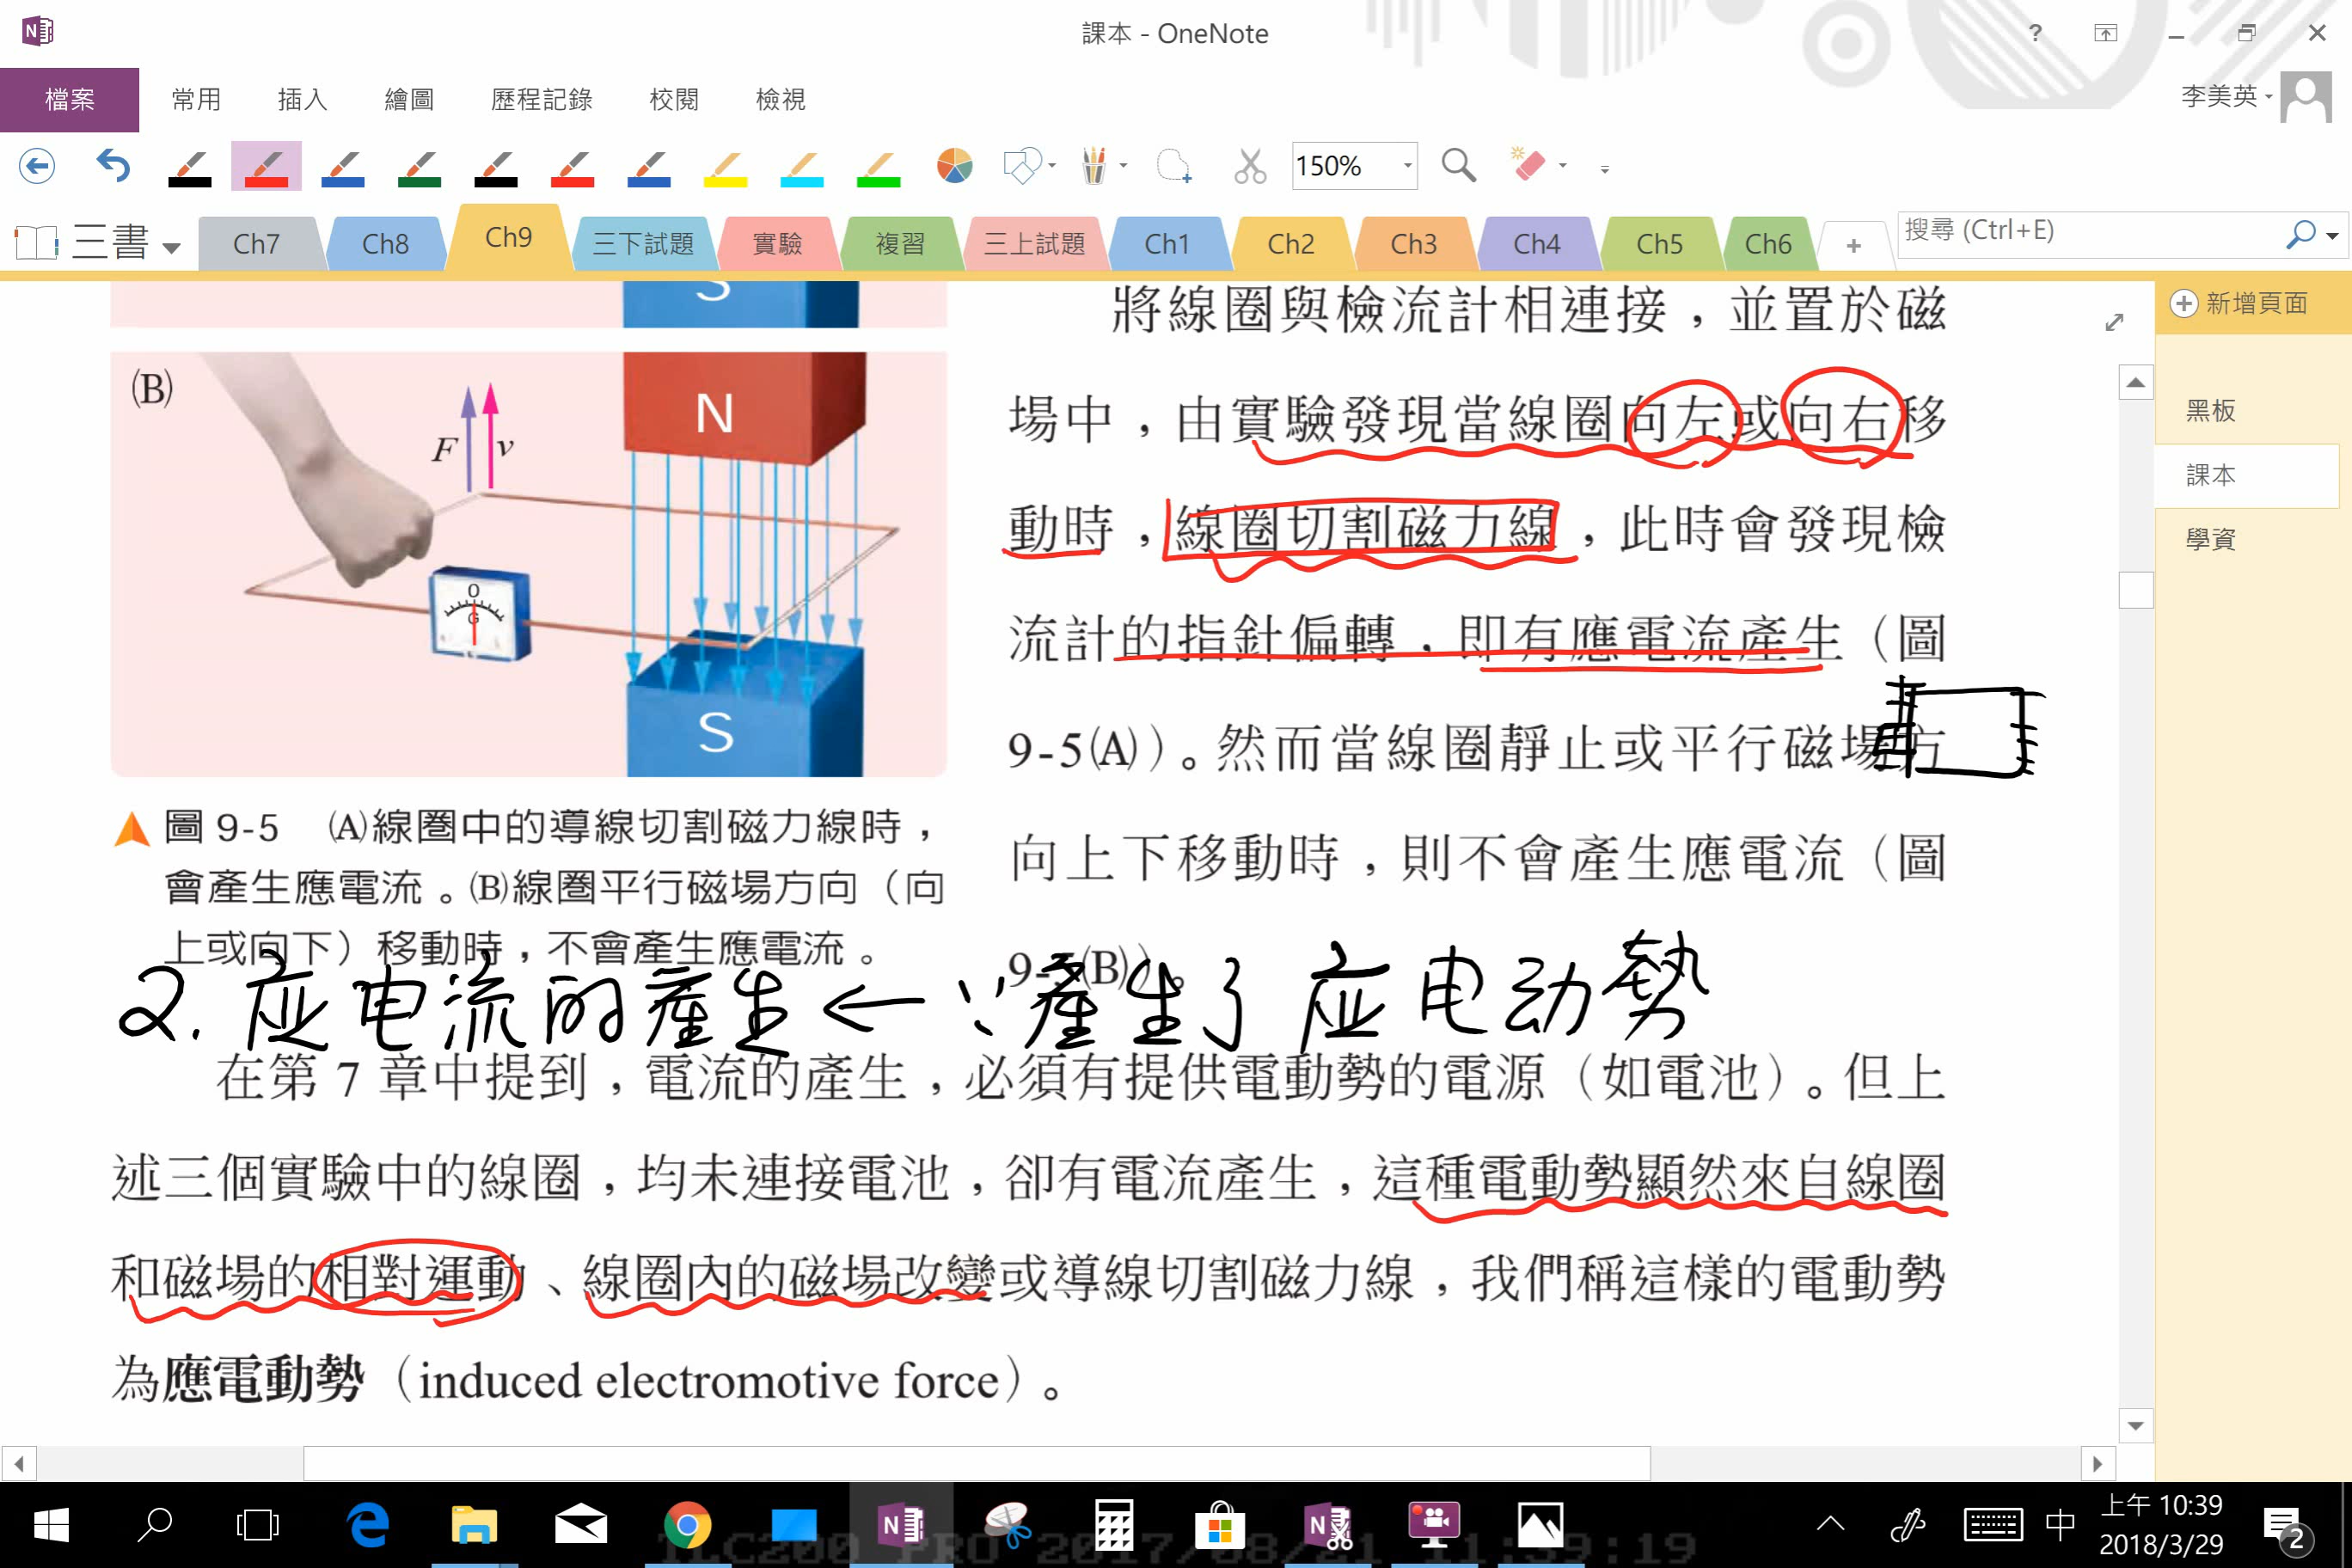 課本 - OneNote
?
檔案 常用 插入 繪圖 歷程記錄 校閱 檢視
李美英
150%
三書 Ch7 Ch8 Ch9 三下試題 實驗 複習 三上試題 Ch1 Ch2 Ch3 Ch4 Ch5 Ch6 +
搜尋 (Ctrl+E)
新增頁面
黑板
課本
學資
S
(B)
F v
N
0
G
S
將線圈與檢流計相連接，並置於磁
場中，由實驗發現當線圈向左或向右移
動時，線圈切割磁力線，此時會發現檢
流計的指針偏轉，即有應電流產生（圖
9-5(A)）。然而當線圈靜止或平行磁場方
向上下移動時，則不會產生應電流（圖
9-5(B)）。
圖 9-5 (A)線圈中的導線切割磁力線時，
會產生應電流。(B)線圈平行磁場方向（向
上或向下）移動時，不會產生應電流。
2. 应电流的產生 ← ∵產生了应电动勢
在第 7 章中提到，電流的產生，必須有提供電動勢的電源（如電池）。但上
述三個實驗中的線圈，均未連接電池，卻有電流產生，這種電動勢顯然來自線圈
和磁場的相對運動、線圈內的磁場改變或導線切割磁力線，我們稱這樣的電動勢
為應電動勢（induced electromotive force）。
中
上午 10:39
2018/3/29
2
TLC200 PRO 2017/08/21 11:39:19